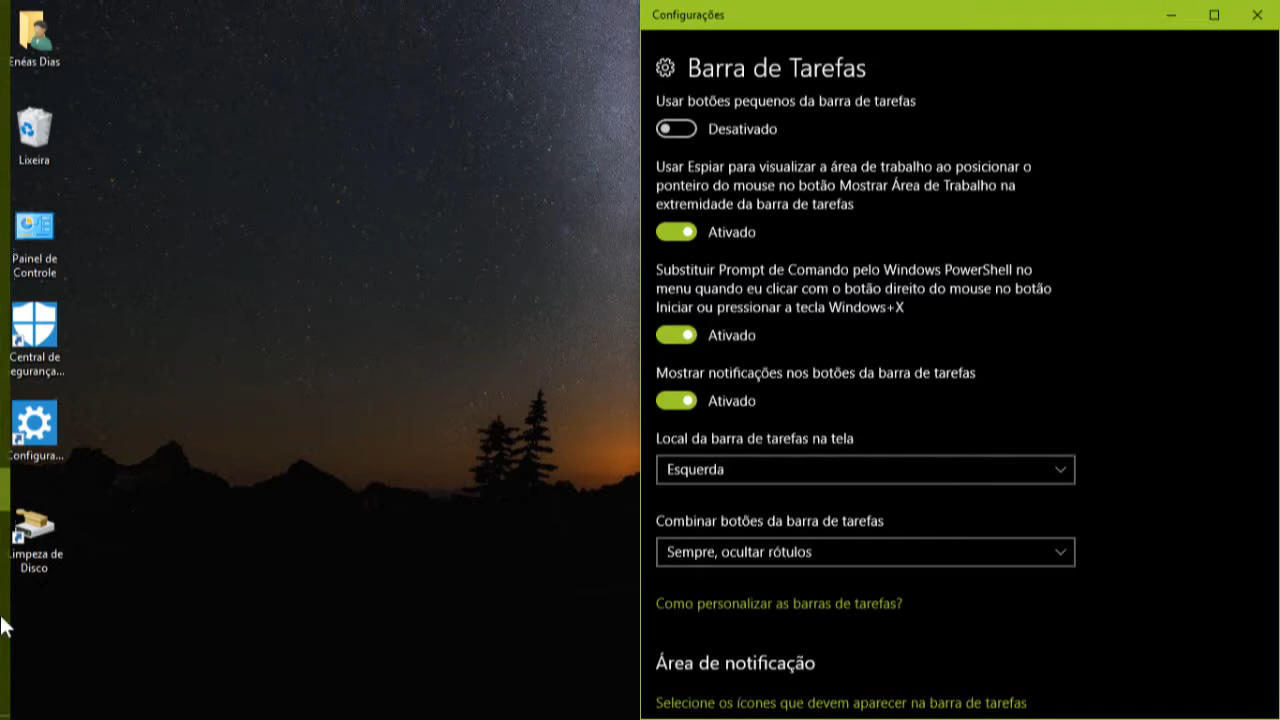 Enéas Dias
Lixeira
Painel de
Controle
Central de
egurança...
Configura...
Limpeza de
Disco
Configurações
Barra de Tarefas
Usar botões pequenos da barra de tarefas
Desativado
Usar Espiar para visualizar a área de trabalho ao posicionar o
ponteiro do mouse no botão Mostrar Área de Trabalho na
extremidade da barra de tarefas
Ativado
Substituir Prompt de Comando pelo Windows PowerShell no
menu quando eu clicar com o botão direito do mouse no botão
Iniciar ou pressionar a tecla Windows+X
Ativado
Mostrar notificações nos botões da barra de tarefas
Ativado
Local da barra de tarefas na tela
Esquerda
Combinar botões da barra de tarefas
Sempre, ocultar rótulos
Como personalizar as barras de tarefas?
Área de notificação
Selecione os ícones que devem aparecer na barra de tarefas